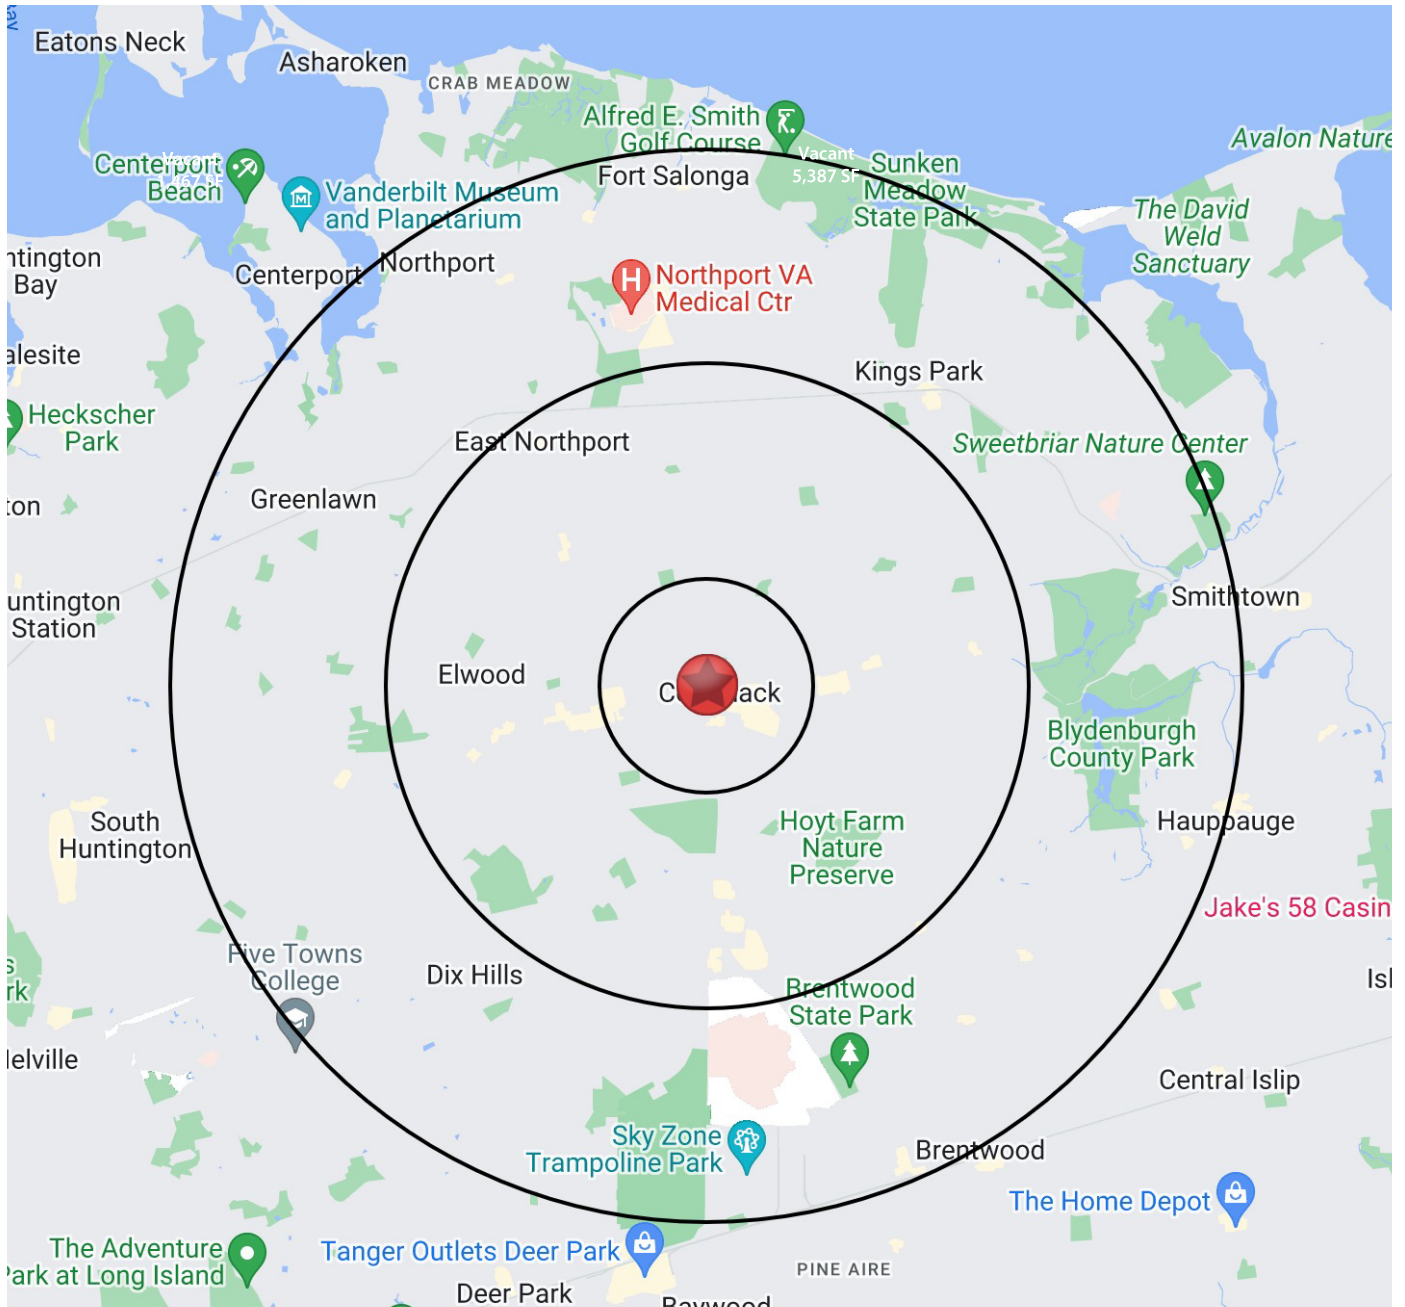 Eatons Neck
Asharoken
CRAB MEADOW
Alfred E. Smith
Golf Course
Vacant
5,387 SF
Avalon Nature
Centerport
Beach
Vacant
Vanderbilt Museum
and Planetarium
Fort Salonga
Sunken
Meadow
State Park
The David
Weld
Sanctuary
ntington
Bay
Centerport
Northport
Northport VA
Medical Ctr
alesite
Kings Park
Heckscher
Park
East Northport
Sweetbriar Nature Center
ton
Greenlawn
untington
Station
Smithtown
Elwood
Blydenburgh
County Park
South
Huntington
Hoyt Farm
Nature
Preserve
Hauppauge
Jake's 58 Casin
Five Towns
College
Dix Hills
Brentwood
State Park
s
rk
Isl
elville
Central Islip
Sky Zone
Trampoline Park
Brentwood
The Home Depot
The Adventure
Park at Long Island
Tanger Outlets Deer Park
PINE AIRE
Deer Park
Baywood